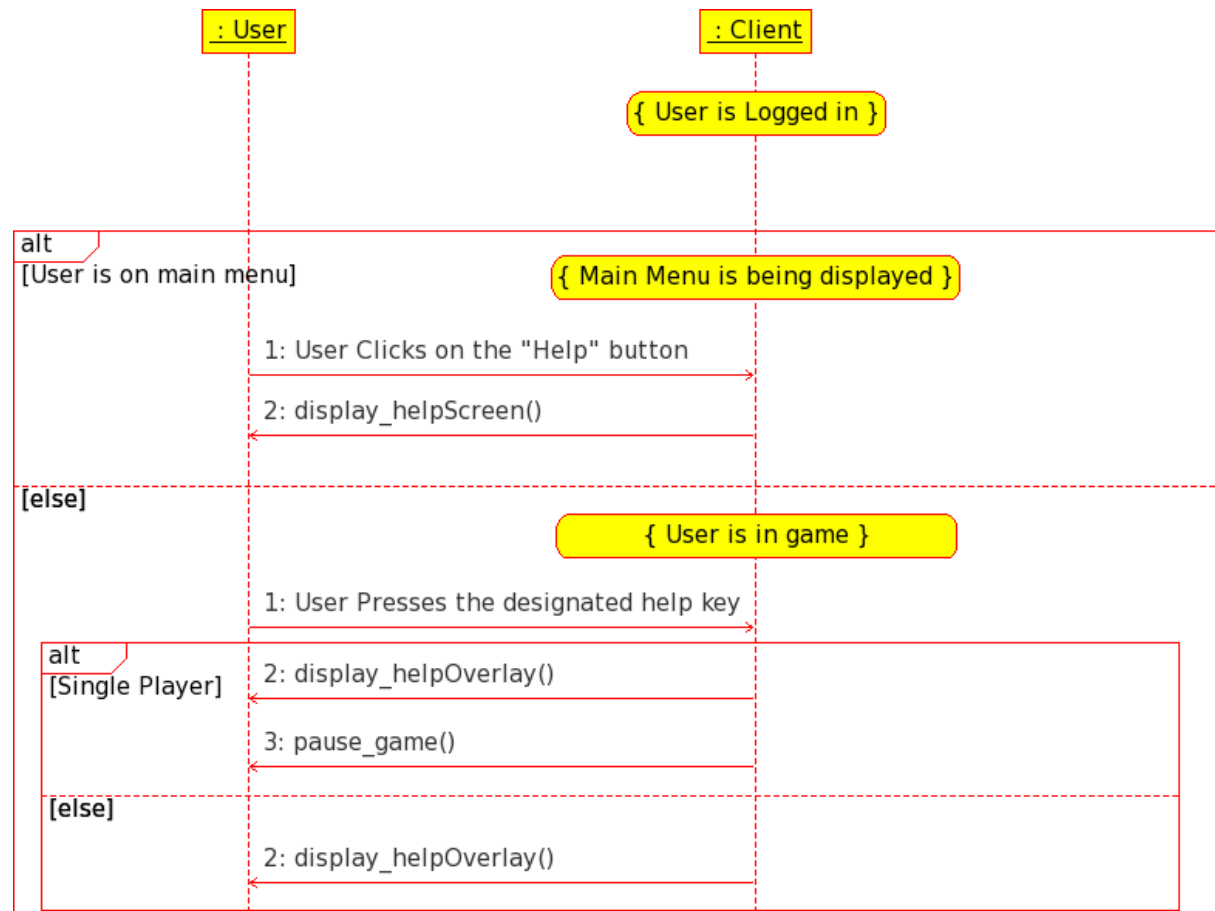 : User
: Client
{ User is Logged in }
alt
[User is on main menu]
{ Main Menu is being displayed }
1: User Clicks on the "Help" button
2: display_helpScreen()
[else]
{ User is in game }
1: User Presses the designated help key
alt
[Single Player]
2: display_helpOverlay()
3: pause_game()
[else]
2: display_helpOverlay()